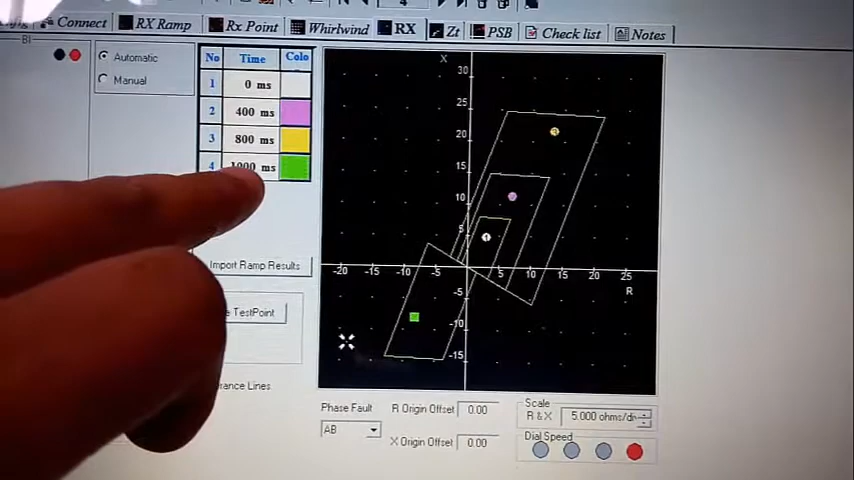 4
Connect RX Ramp Rx Point Whirlwind RX Zt PSB Check list Notes
Automatic
Manual
No Time Colo
1 0 ms
2 400 ms
3 800 ms
4 1000 ms
Import Ramp Results
TestPoint
Lines
X
30
25
20
15
10
5
-20 -15 -10 -5 5 10 15 20 25
R
-5
-10
-15
1
Phase Fault
AB
R Origin Offset 0.00
X Origin Offset 0.00
Scale
R & X 5.000 ohms/di
Dial Speed